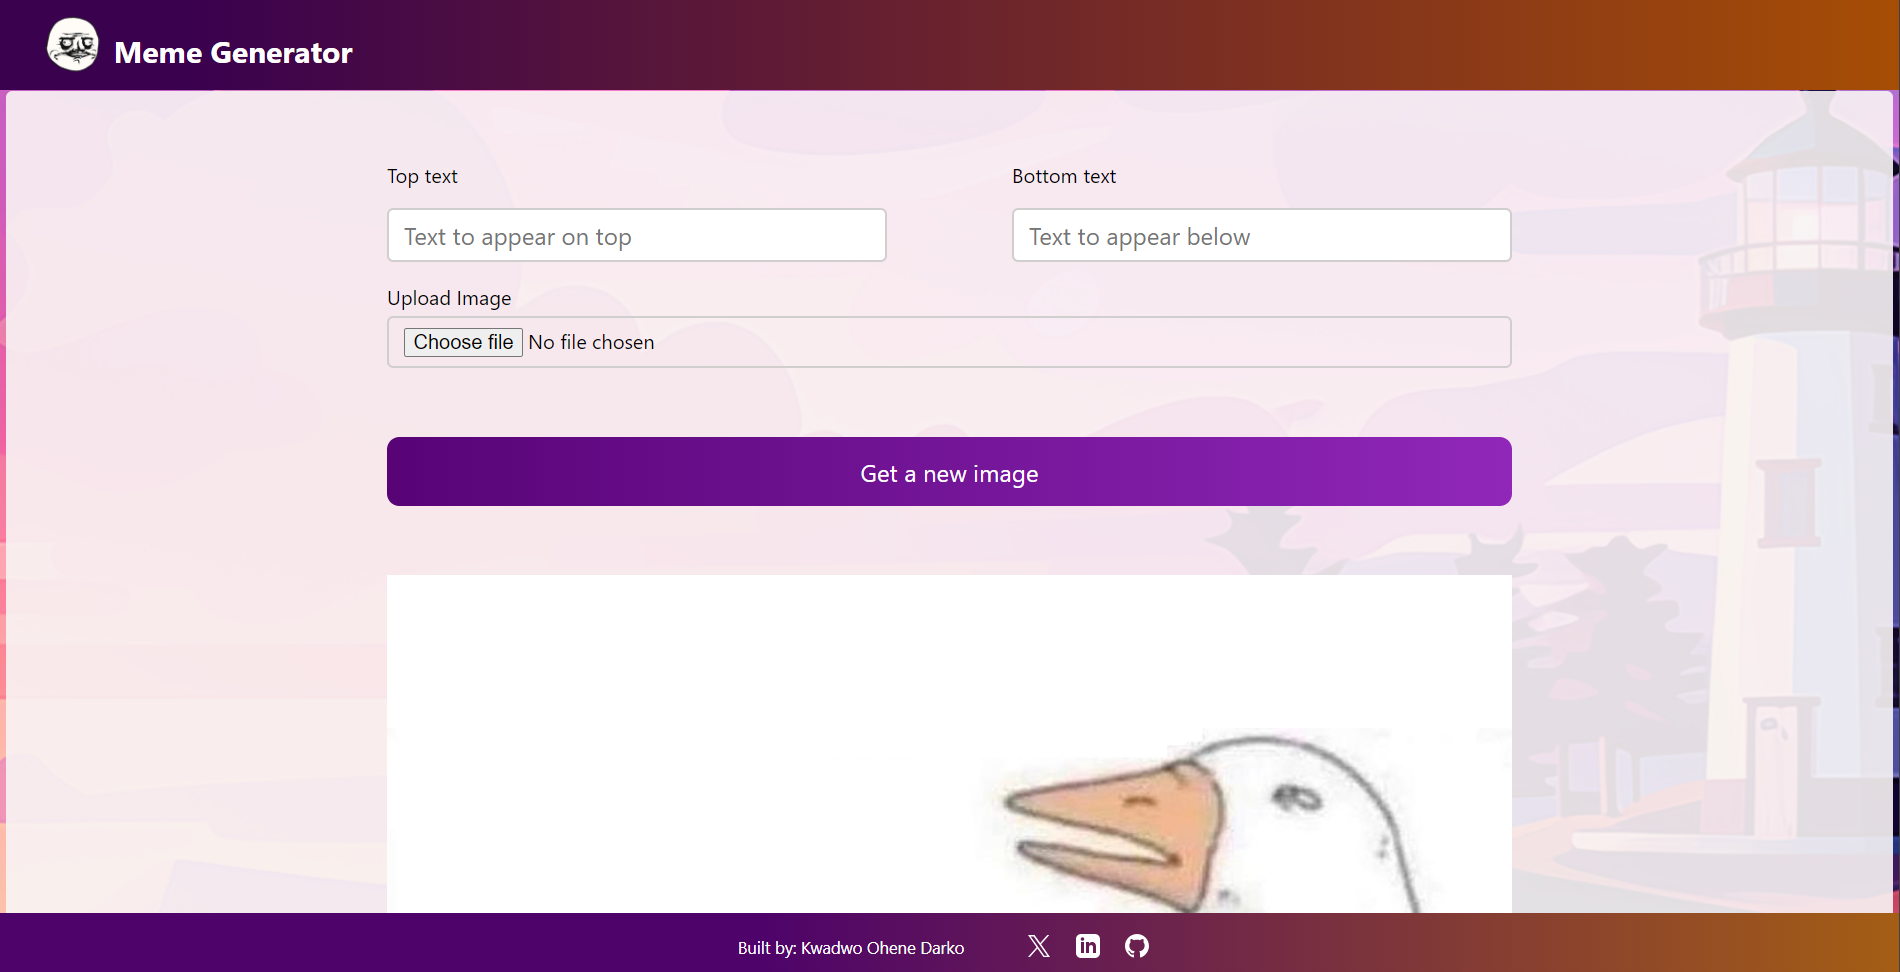 Meme Generator
Top text
Bottom text
Text to appear on top
Text to appear below
Upload Image
Choose file No file chosen
Get a new image
Built by: Kwadwo Ohene Darko